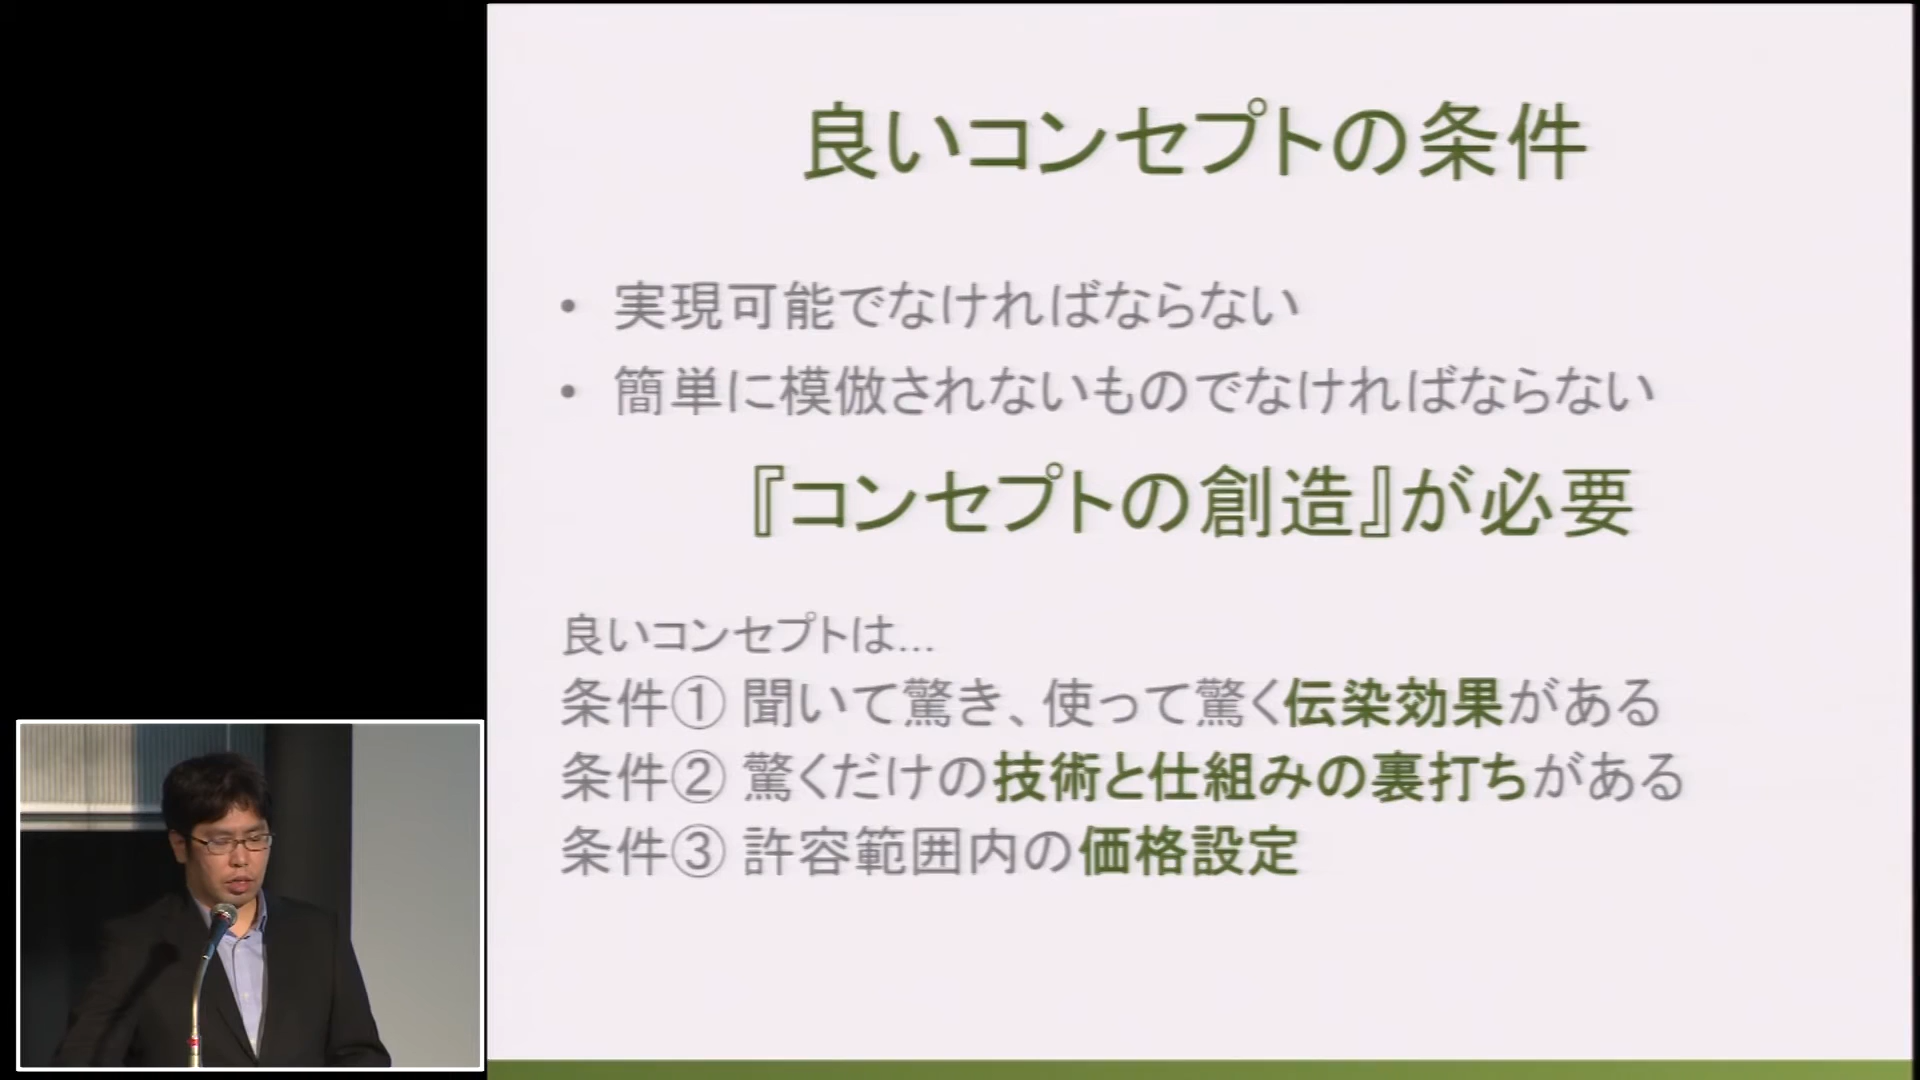 良いコンセプトの条件
• 実現可能でなければならない
• 簡単に模倣されないものでなければならない
『コンセプトの創造』が必要
良いコンセプトは...
条件① 聞いて驚き、使って驚く伝染効果がある
条件② 驚くだけの技術と仕組みの裏打ちがある
条件③ 許容範囲内の価格設定